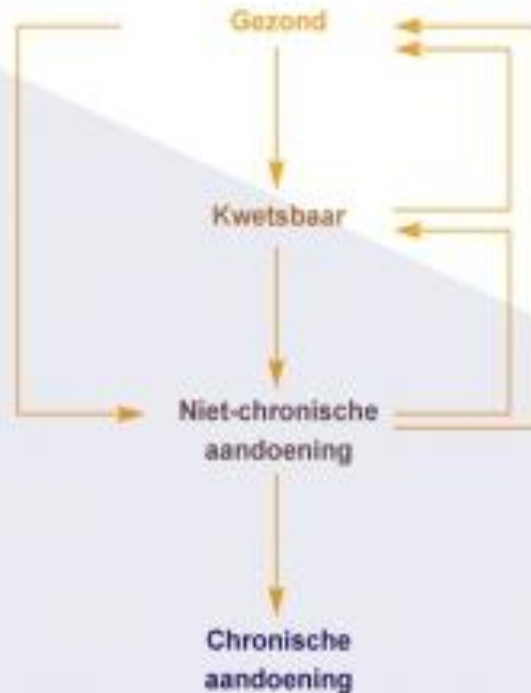 Gezond
Kwetsbaar
Niet-chronische
aandoening
Chronische
aandoening